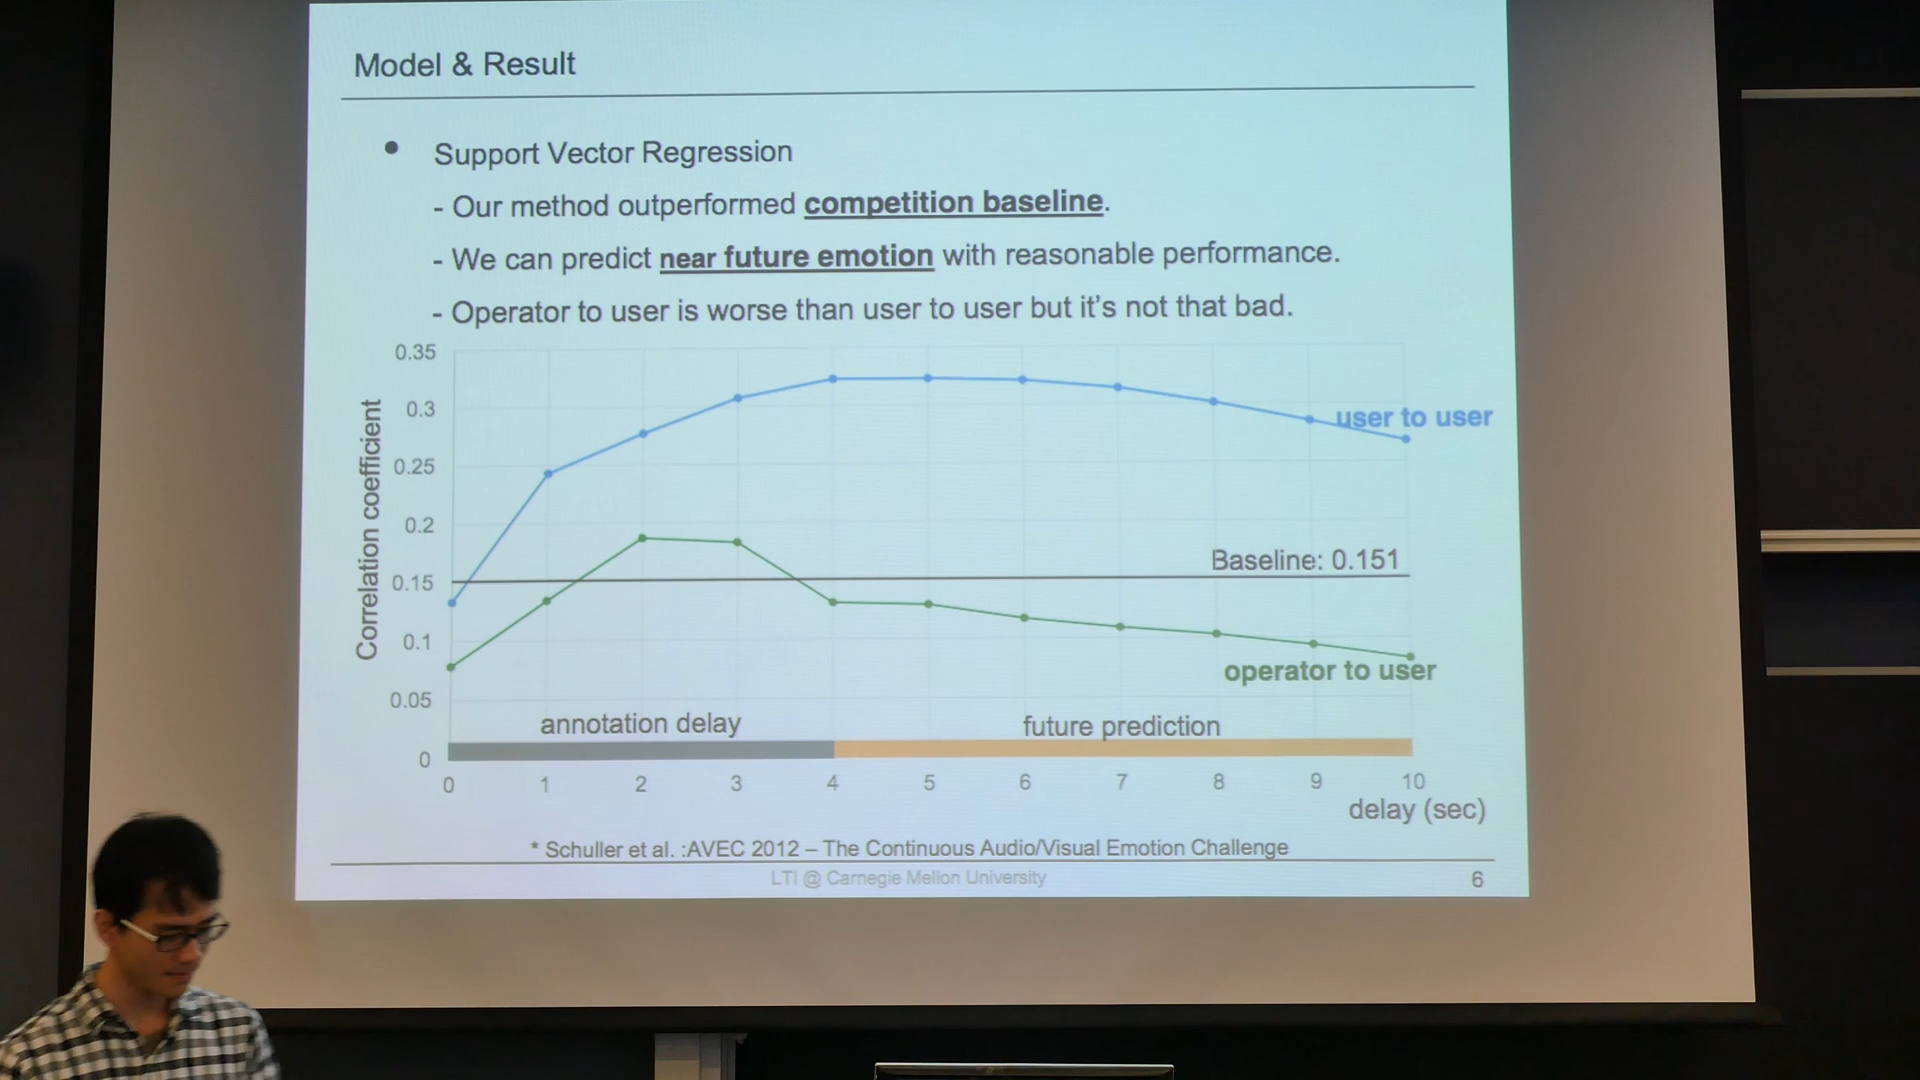 Model & Result
• Support Vector Regression
- Our method outperformed competition baseline.
- We can predict near future emotion with reasonable performance.
- Operator to user is worse than user to user but it's not that bad.
0.35
0.3
0.25
0.2
0.15
0.1
0.05
0
Correlation coefficient
user to user
Baseline: 0.151
operator to user
annotation delay
future prediction
0 1 2 3 4 5 6 7 8 9 10
delay (sec)
* Schuller et al. :AVEC 2012 – The Continuous Audio/Visual Emotion Challenge
LTI @ Carnegie Mellon University
6